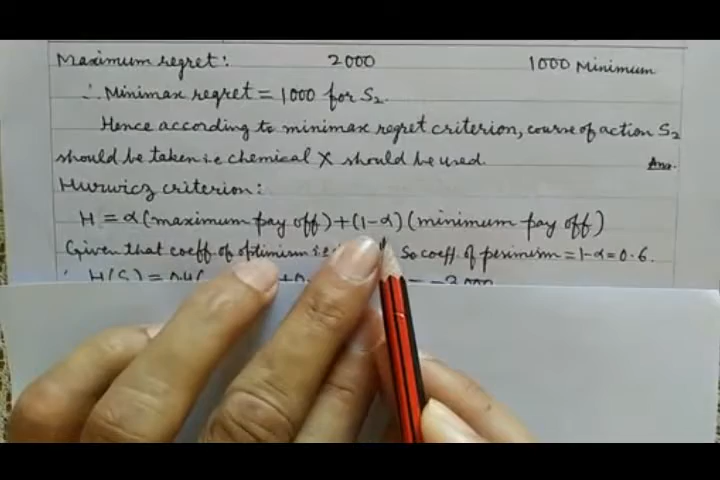 Maximum regret: 2000 1000 Minimum
∴ Minimax regret = 1000 for S₂.
Hence according to minimax regret criterion, course of action S₂
should be taken i.e chemical X should be used. Ans.
Hurwicz criterion:
H = α(maximum pay off) + (1-α)(minimum pay off)
Given that coeff of optimism is So coeff. of pessimism = 1-α = 0.6.
∴ H(S